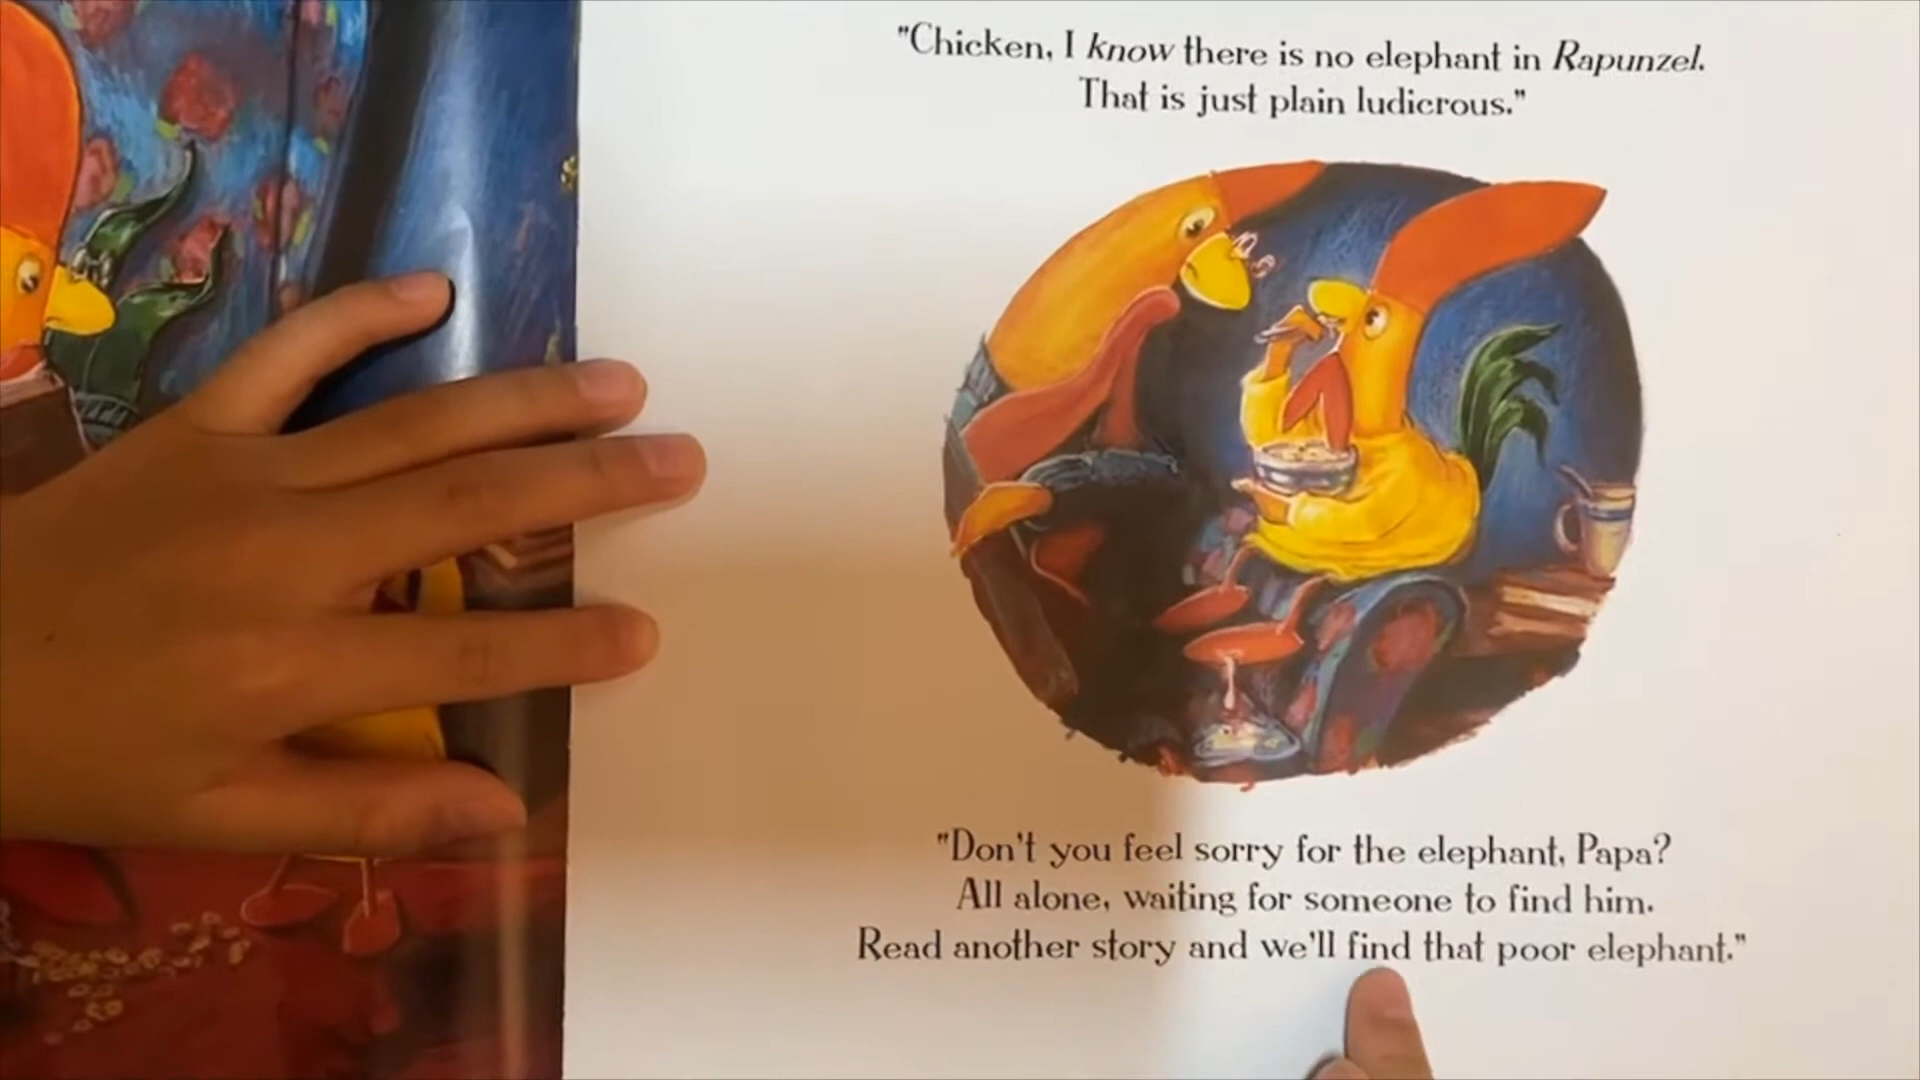 "Chicken, I know there is no elephant in Rapunzel.
That is just plain ludicrous."
"Don't you feel sorry for the elephant, Papa?
All alone, waiting for someone to find him.
Read another story and we'll find that poor elephant."